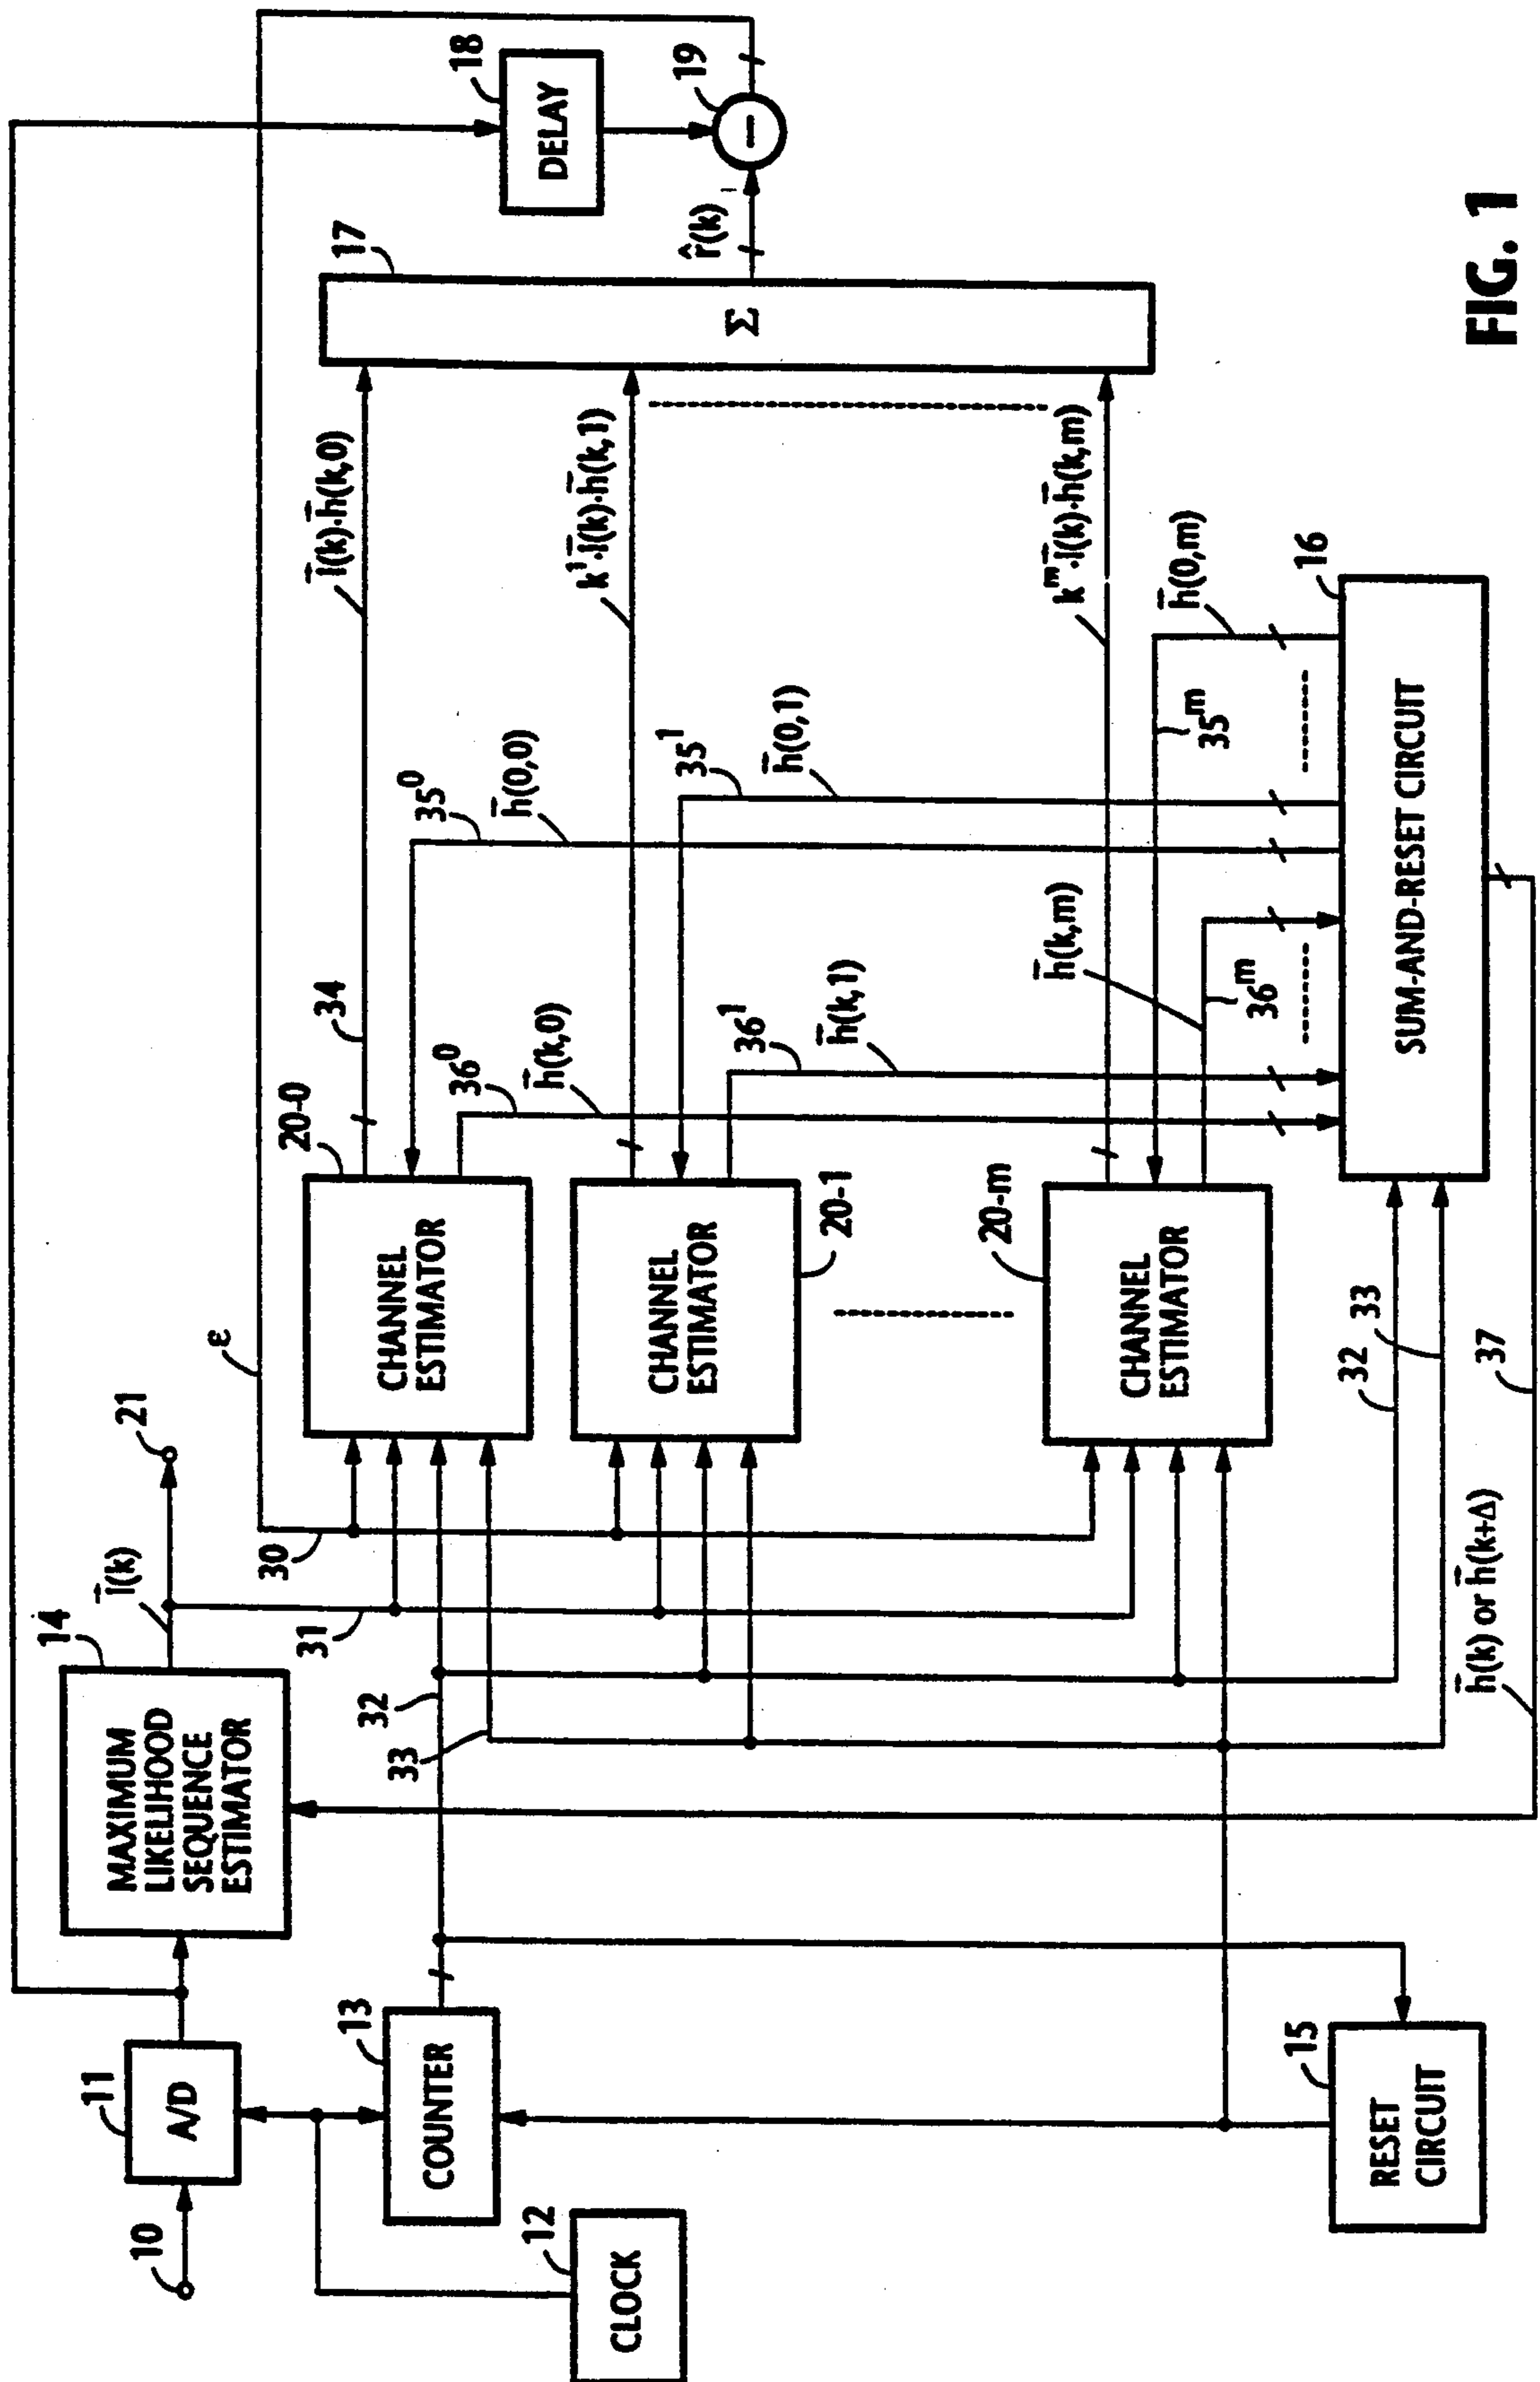 10
11
A/D
12
CLOCK
13
COUNTER
14
MAXIMUM
LIKELIHOOD
SEQUENCE
ESTIMATOR
15
RESET
CIRCUIT
ī(k)
21
30
31
32
33
ε
20-0
CHANNEL
ESTIMATOR
CHANNEL
ESTIMATOR
20-1
20-m
CHANNEL
ESTIMATOR
34
36⁰
h̄(k,0)
36¹
h̄(k,1)
h̄(k,m)
36ᵐ
35⁰
h̄(0,0)
35¹
h̄(0,1)
35ᵐ
h̄(0,m)
ī(k)·h̄(k,0)
k¹·ī(k)·h̄(k,1)
kᵐ·ī(k)·h̄(k,m)
17
Σ
r̂(k)
18
DELAY
19
−
16
SUM-AND-RESET CIRCUIT
32
33
37
h̄(k) or h̄(k+Δ)
FIG. 1